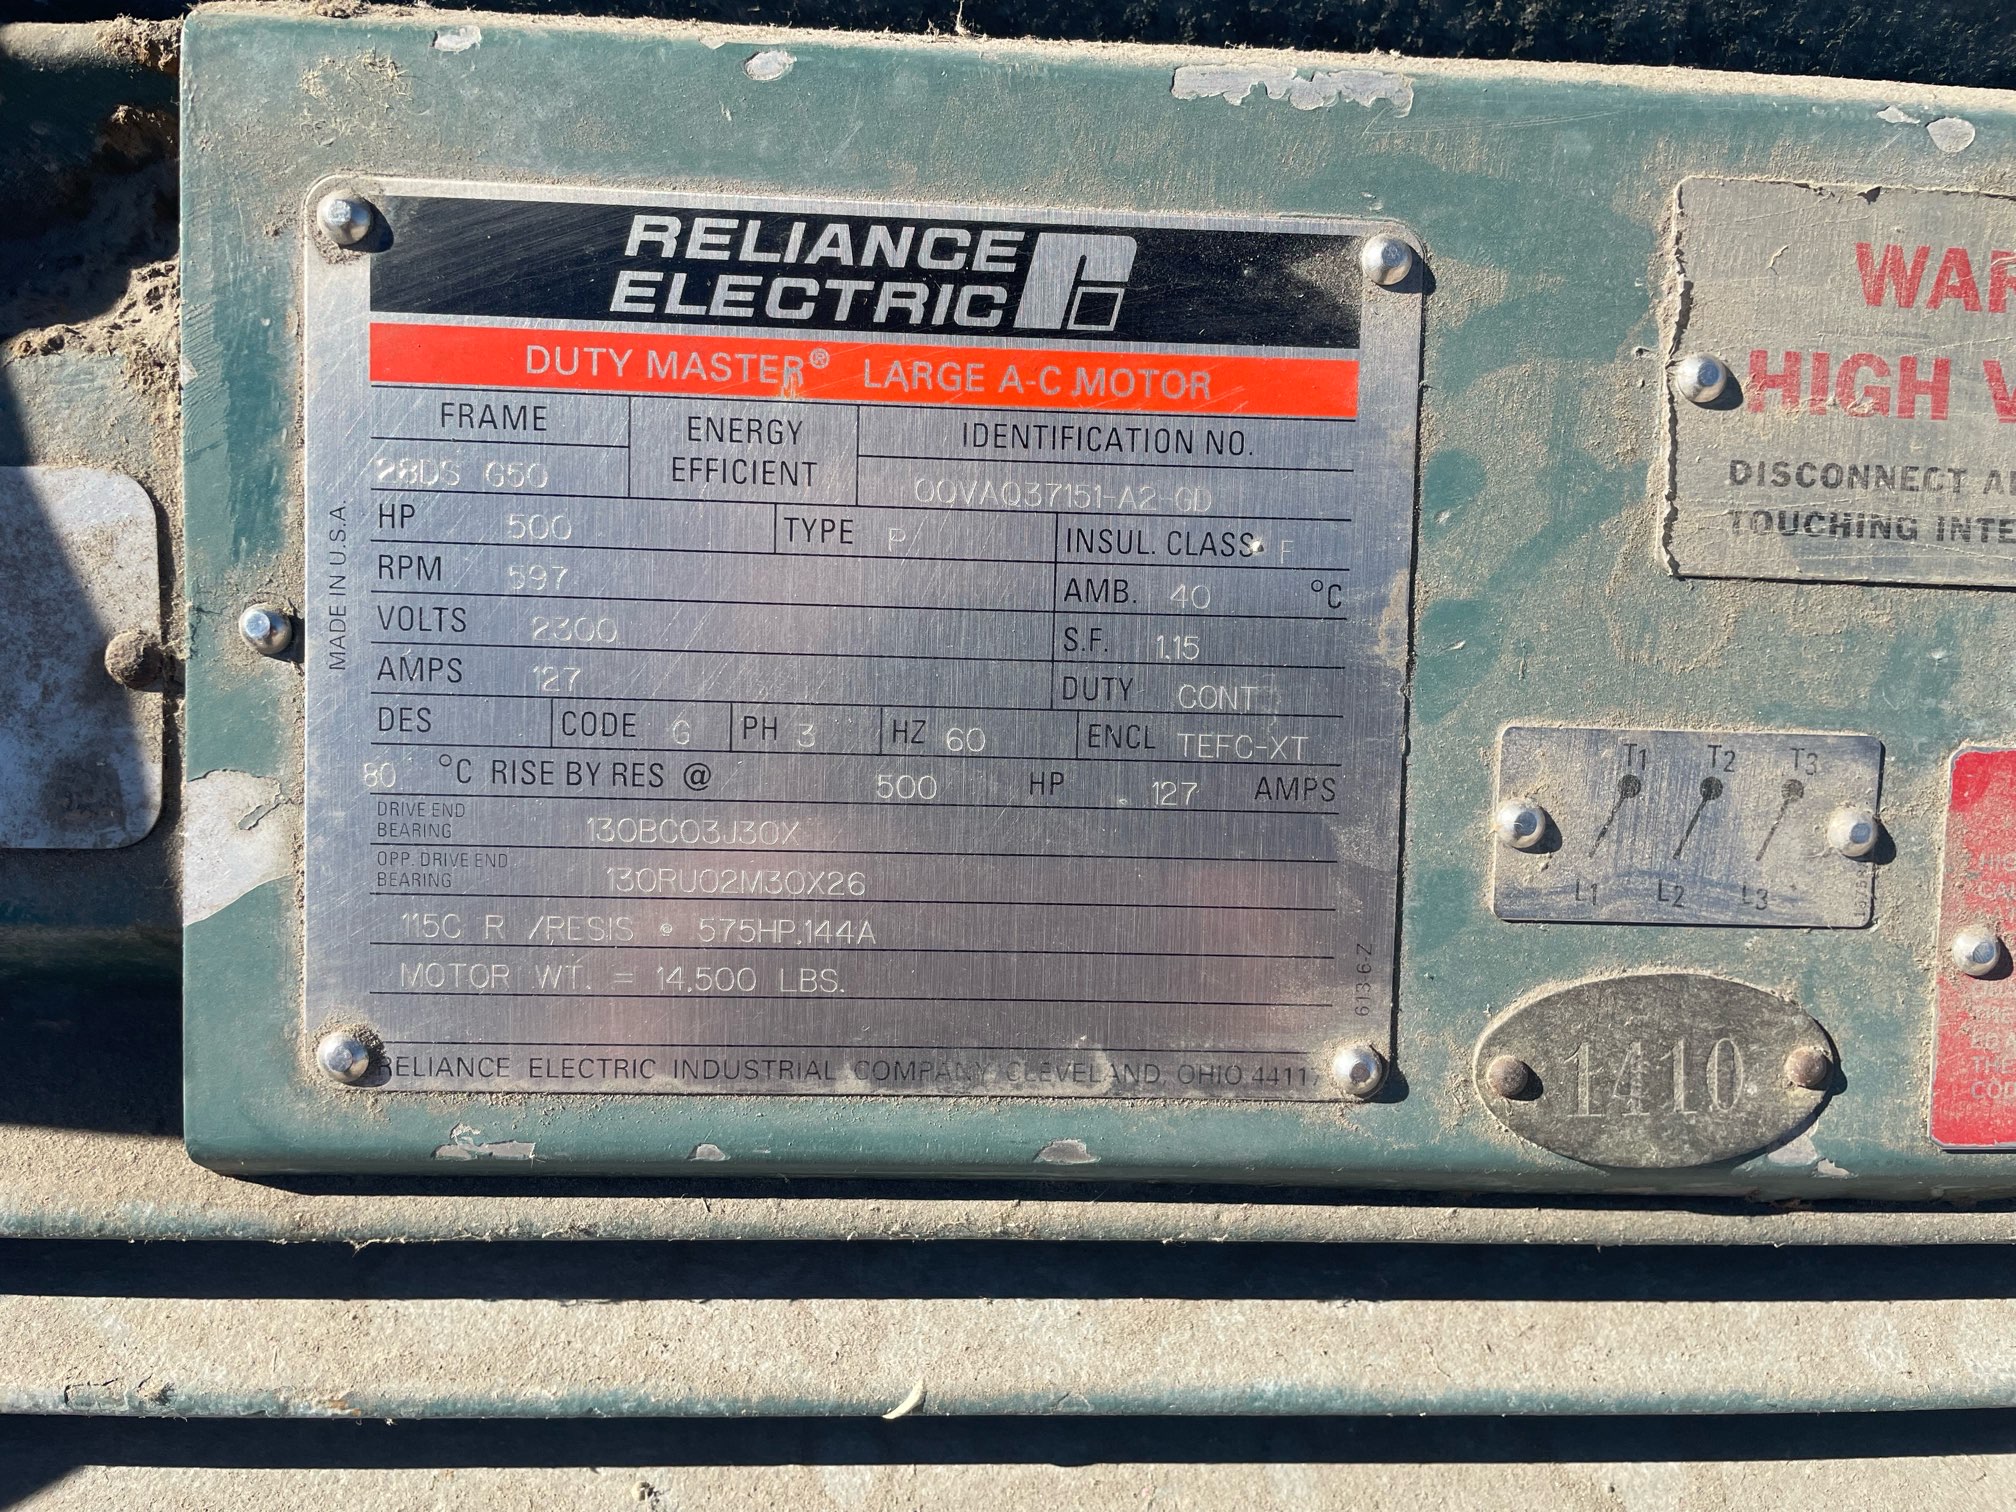 RELIANCE
ELECTRIC
DUTY MASTER® LARGE A-C MOTOR
FRAME
28DS G50
ENERGY
EFFICIENT
IDENTIFICATION NO.
00VAQ37151-A2-GD
HP 500 TYPE P INSUL. CLASS F
RPM 597 AMB. 40 °C
VOLTS 2300 S.F. 1.15
AMPS 127 DUTY CONT
DES CODE G PH 3 HZ 60 ENCL TEFC-XT
80 °C RISE BY RES @ 500 HP 127 AMPS
DRIVE END
BEARING 130BC03J30X
OPP. DRIVE END
BEARING 130RU02M30X26
115C R /RESIS @ 575HP,144A
MOTOR WT. = 14,500 LBS.
RELIANCE ELECTRIC INDUSTRIAL COMPANY CLEVELAND, OHIO 44117
MADE IN U.S.A.
613-6-Z
HIGH
DISCONNECT
TOUCHING
T1 T2 T3
L1 L2 L3
1410